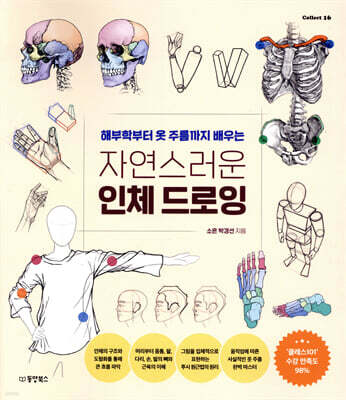 Collect 16
해부학부터 옷 주름까지 배우는
자연스러운
인체 드로잉
소은 박경선 지음
인체의 구조와
도형화를 통해
큰 흐름 파악
머리부터 몸통, 팔,
다리, 손, 발의 뼈와
근육의 이해
그림을 입체적으로
표현하는
투시 원근법의 원리
움직임에 따른
사실적인 옷 주름
완벽 마스터
'클래스101'
수강 만족도
98%
동양북스